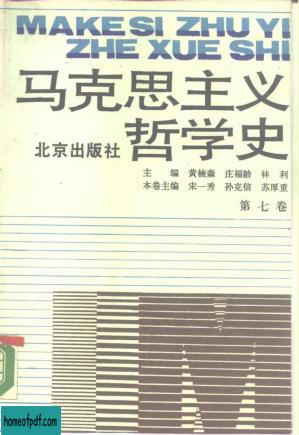 MAKESI ZHU YI
ZHE XUE SHI
马克思主义
哲学史
北京出版社
主 编 黄楠森 庄福龄 林 利
本卷主编 宋一秀 孙克信 苏厚重
第七卷
homeofpdf.com